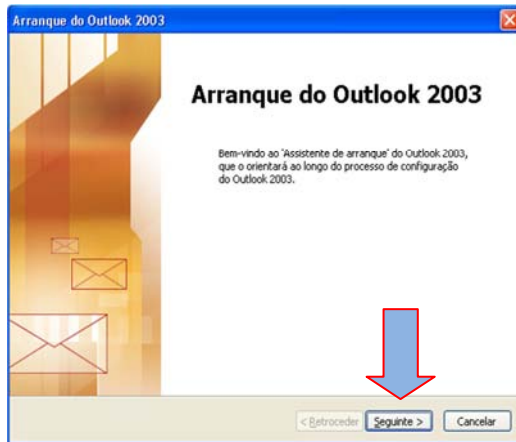 Arranque do Outlook 2003
Arranque do Outlook 2003
Bem-vindo ao 'Assistente de arranque' do Outlook 2003,
que o orientará ao longo do processo de configuração
do Outlook 2003.
< Retroceder
Seguinte >
Cancelar